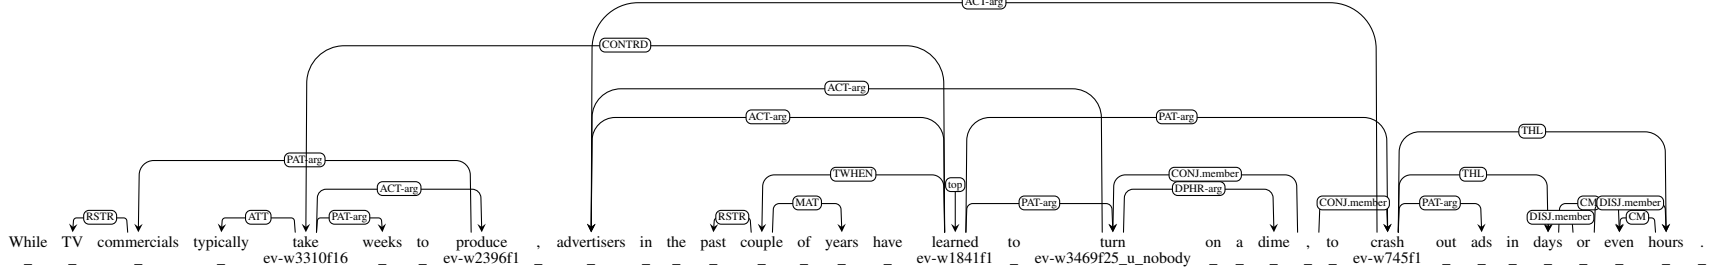 ACT-arg
CONTRD
ACT-arg
ACT-arg PAT-arg
THL
PAT-arg TWHEN CONJ.member THL
top
ACT-arg DPHR-arg
MAT PAT-arg CONJ.member CM DISJ.member
RSTR ATT PAT-arg RSTR PAT-arg DISJ.member CM
While TV commercials typically take weeks to produce , advertisers in the past couple of years have learned to turn on a dime , to crash out ads in days or even hours .
_ _ _ _ ev-w3310f16 _ _ ev-w2396f1 _ _ _ _ _ _ _ _ _ ev-w1841f1 _ ev-w3469f25_u_nobody _ _ _ _ _ ev-w745f1 _ _ _ _ _ _ _ _